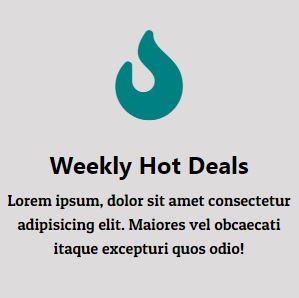 Weekly Hot Deals
Lorem ipsum, dolor sit amet consectetur
adipisicing elit. Maiores vel obcaecati
itaque excepturi quos odio!